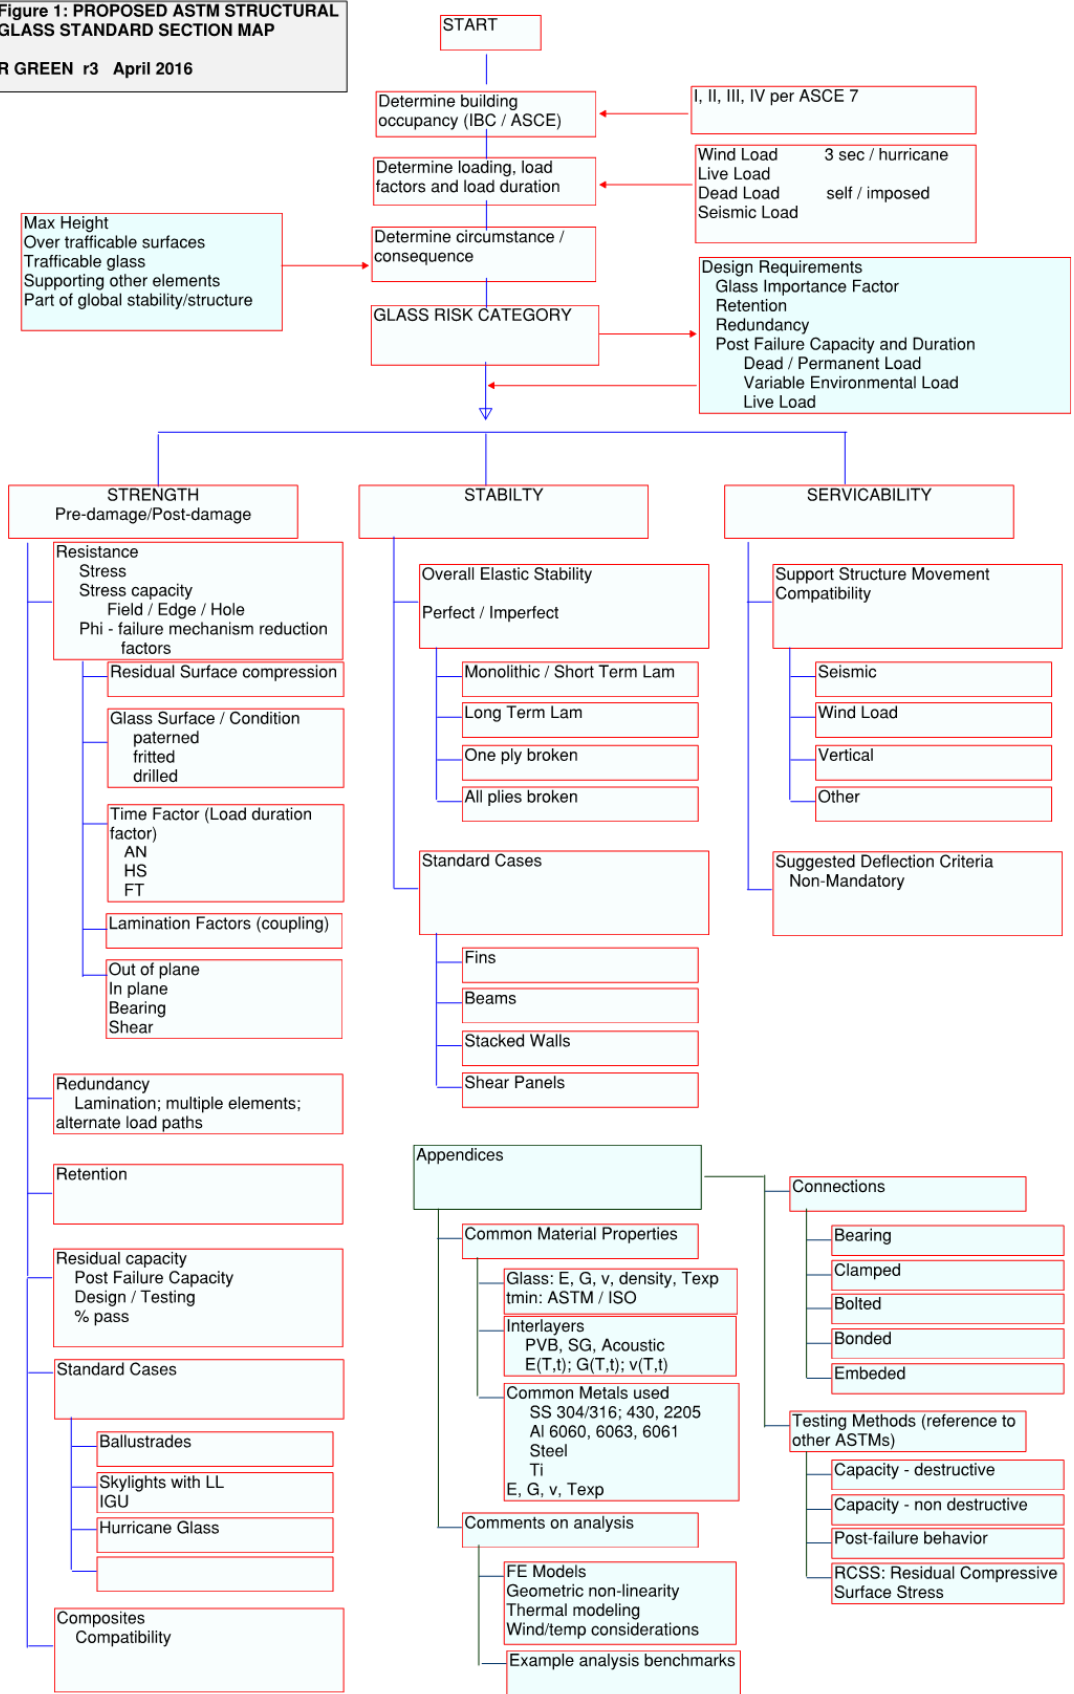 Figure 1: PROPOSED ASTM STRUCTURAL
GLASS STANDARD SECTION MAP
R GREEN r3 April 2016
START
Determine building
occupancy (IBC / ASCE)
I, II, III, IV per ASCE 7
Determine loading, load
factors and load duration
Wind Load 3 sec / hurricane
Live Load
Dead Load self / imposed
Seismic Load
Max Height
Over trafficable surfaces
Trafficable glass
Supporting other elements
Part of global stability/structure
Determine circumstance /
consequence
GLASS RISK CATEGORY
Design Requirements
Glass Importance Factor
Retention
Redundancy
Post Failure Capacity and Duration
Dead / Permanent Load
Variable Environmental Load
Live Load
STRENGTH
Pre-damage/Post-damage
Resistance
Stress
Stress capacity
Field / Edge / Hole
Phi - failure mechanism reduction
factors
Residual Surface compression
Glass Surface / Condition
paterned
fritted
drilled
Time Factor (Load duration
factor)
AN
HS
FT
Lamination Factors (coupling)
Out of plane
In plane
Bearing
Shear
Redundancy
Lamination; multiple elements;
alternate load paths
Retention
Residual capacity
Post Failure Capacity
Design / Testing
% pass
Standard Cases
Ballustrades
Skylights with LL
IGU
Hurricane Glass
Composites
Compatibility
STABILTY
Overall Elastic Stability
Perfect / Imperfect
Monolithic / Short Term Lam
Long Term Lam
One ply broken
All plies broken
Standard Cases
Fins
Beams
Stacked Walls
Shear Panels
SERVICABILITY
Support Structure Movement
Compatibility
Seismic
Wind Load
Vertical
Other
Suggested Deflection Criteria
Non-Mandatory
Appendices
Common Material Properties
Glass: E, G, v, density, Texp
tmin: ASTM / ISO
Interlayers
PVB, SG, Acoustic
E(T,t); G(T,t); v(T,t)
Common Metals used
SS 304/316; 430, 2205
Al 6060, 6063, 6061
Steel
Ti
E, G, v, Texp
Comments on analysis
FE Models
Geometric non-linearity
Thermal modeling
Wind/temp considerations
Example analysis benchmarks
Connections
Bearing
Clamped
Bolted
Bonded
Embeded
Testing Methods (reference to
other ASTMs)
Capacity - destructive
Capacity - non destructive
Post-failure behavior
RCSS: Residual Compressive
Surface Stress